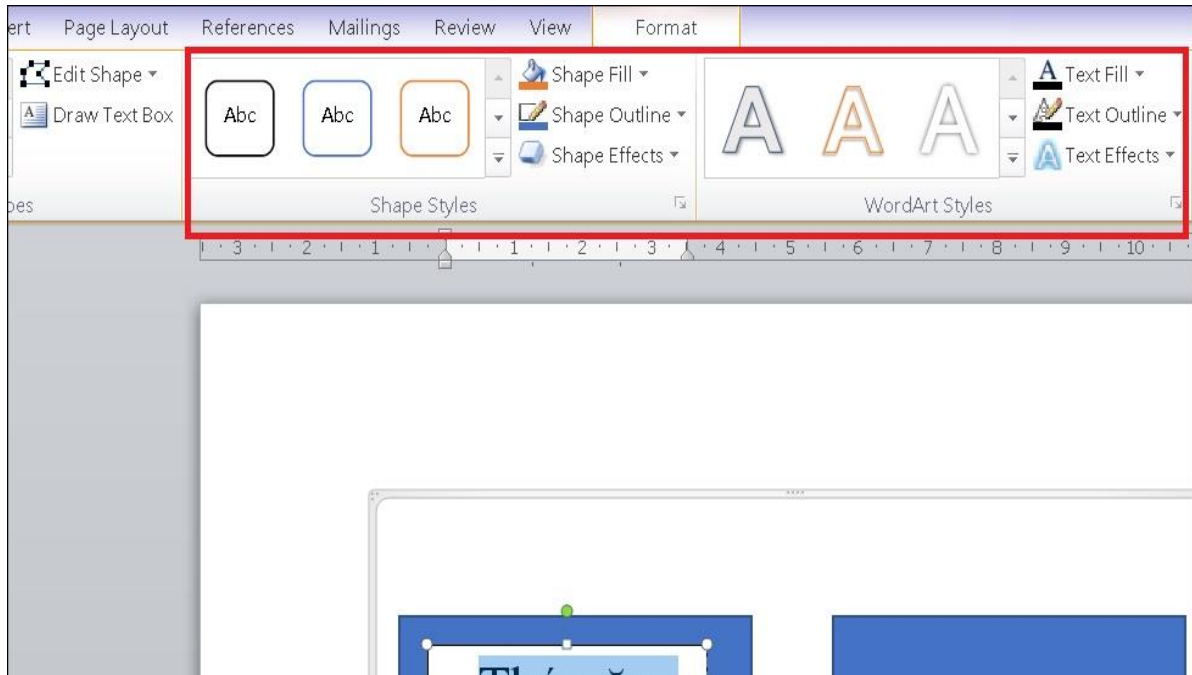 ert Page Layout References Mailings Review View Format
Edit Shape
Draw Text Box
Abc Abc Abc
Shape Fill
Shape Outline
Shape Effects
Shape Styles
A A A
A Text Fill
Text Outline
A Text Effects
WordArt Styles
3 2 1 1 2 3 4 5 6 7 8 9 10